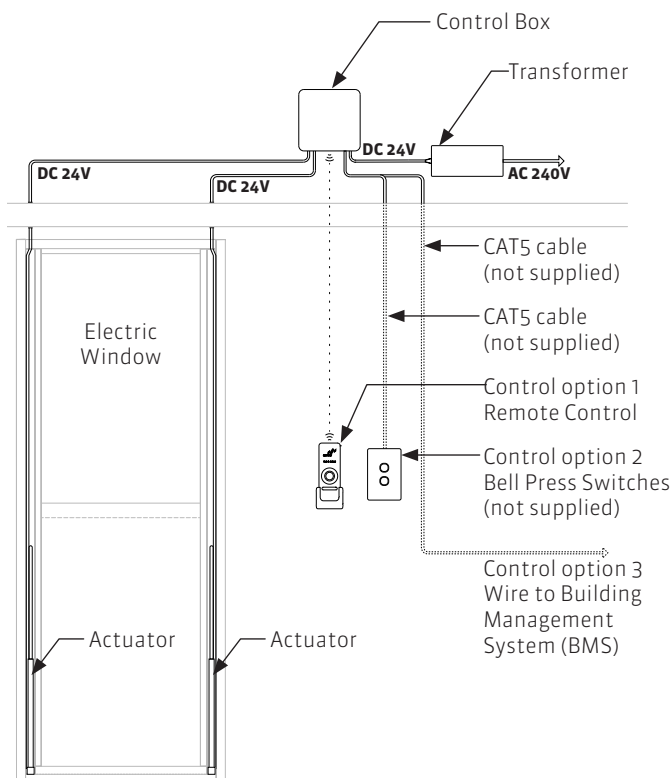 Control Box
Transformer
DC 24V
DC 24V
DC 24V
AC 240V
CAT5 cable
(not supplied)
CAT5 cable
(not supplied)
Electric
Window
Control option 1
Remote Control
Control option 2
Bell Press Switches
(not supplied)
Control option 3
Wire to Building
Management
System (BMS)
Actuator
Actuator